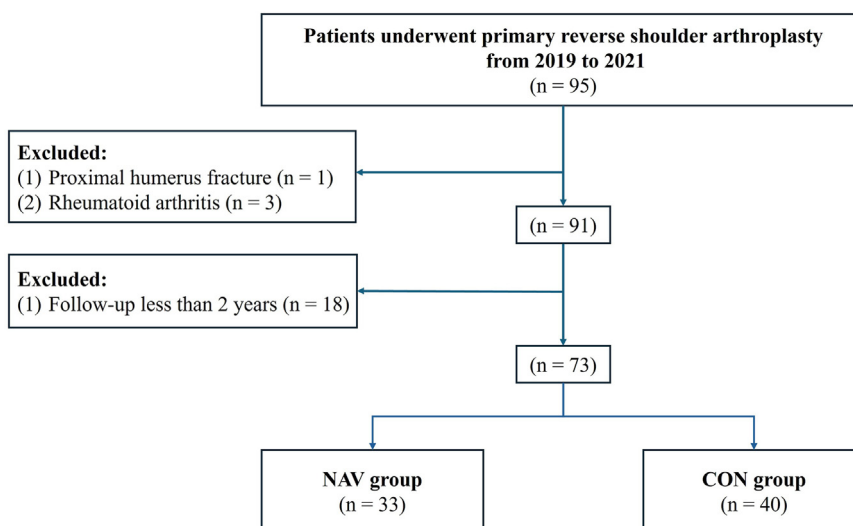 Patients underwent primary reverse shoulder arthroplasty
from 2019 to 2021
(n = 95)
Excluded:
(1) Proximal humerus fracture (n = 1)
(2) Rheumatoid arthritis (n = 3)
(n = 91)
Excluded:
(1) Follow-up less than 2 years (n = 18)
(n = 73)
NAV group
(n = 33)
CON group
(n = 40)